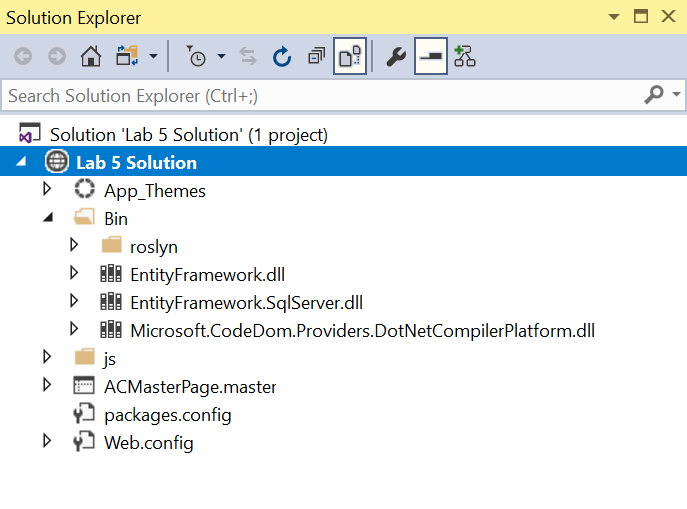 Solution Explorer
Search Solution Explorer (Ctrl+;)
Solution 'Lab 5 Solution' (1 project)
Lab 5 Solution
App_Themes
Bin
roslyn
EntityFramework.dll
EntityFramework.SqlServer.dll
Microsoft.CodeDom.Providers.DotNetCompilerPlatform.dll
js
ACMasterPage.master
packages.config
Web.config